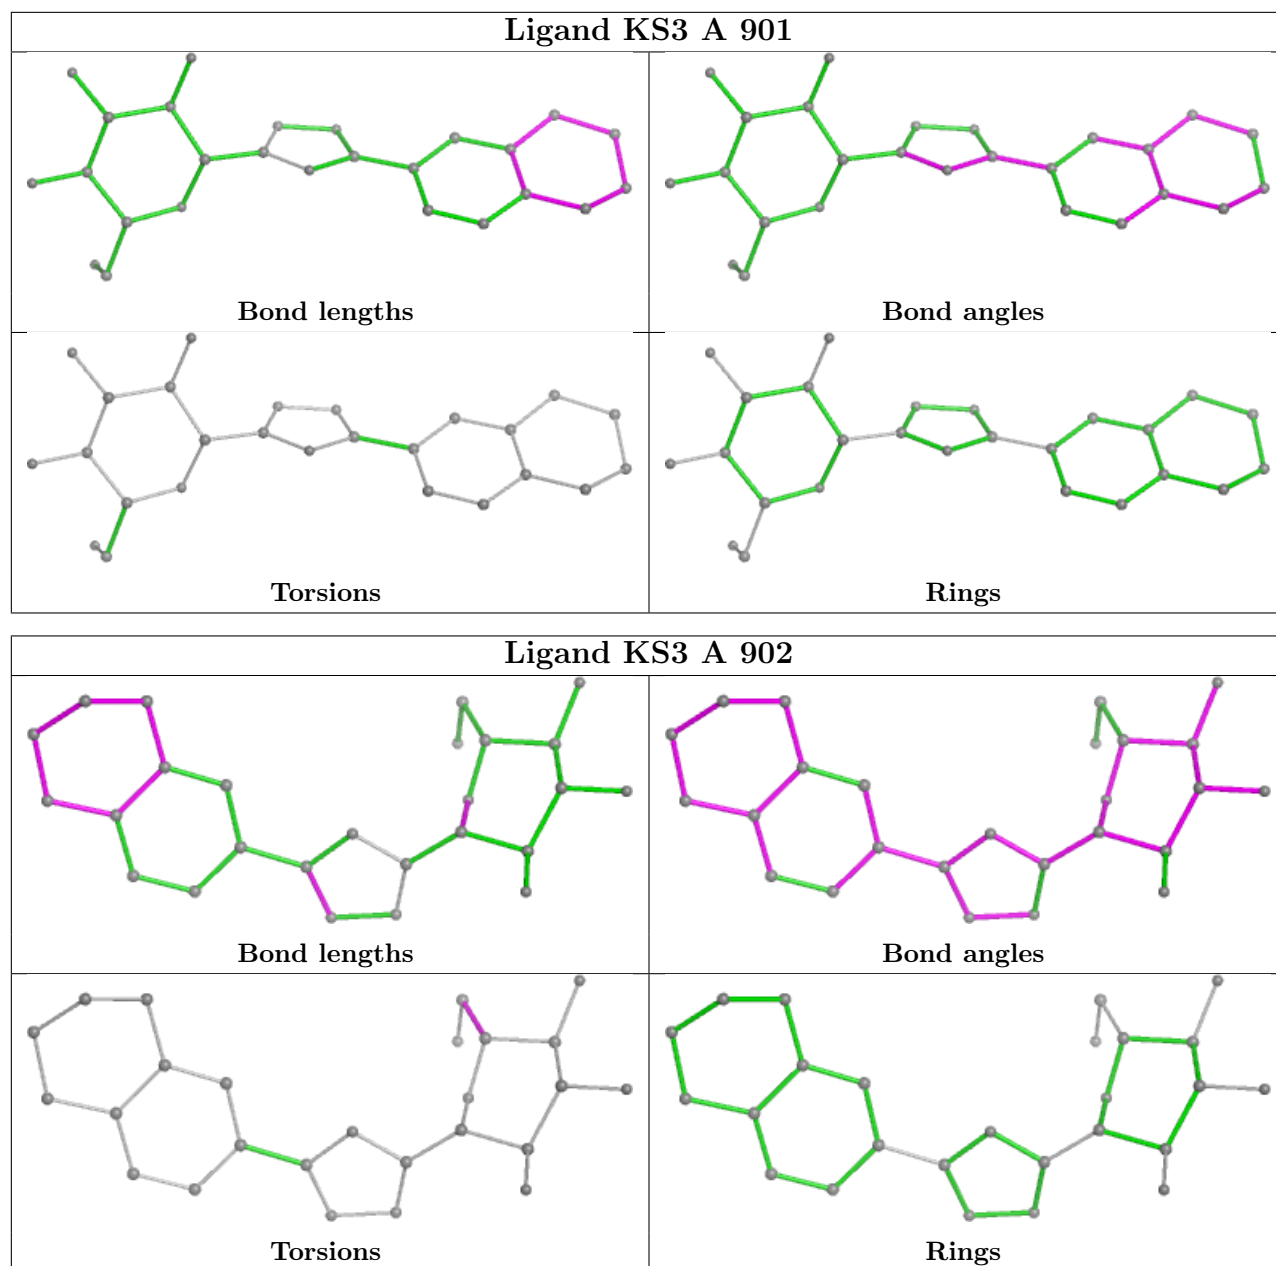 Ligand KS3 A 901
Bond lengths
Bond angles
Torsions
Rings
Ligand KS3 A 902
Bond lengths
Bond angles
Torsions
Rings